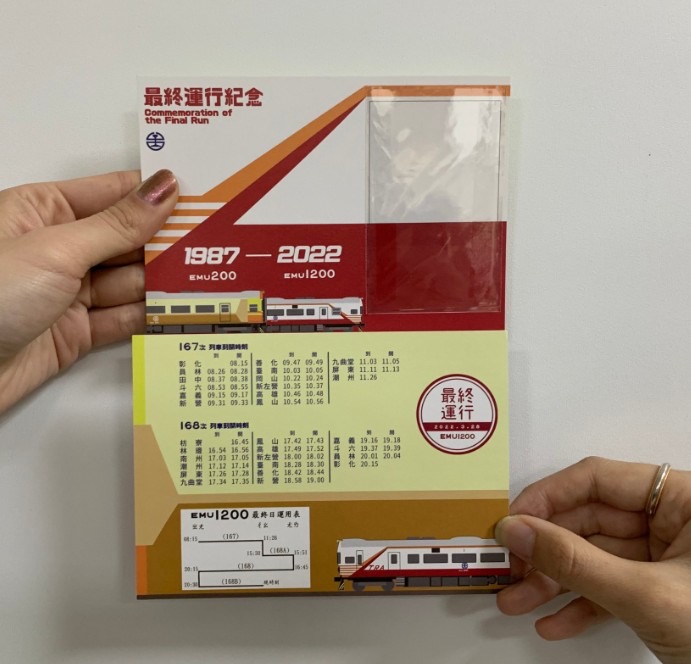 最終運行紀念
Commemoration of
the Final Run
1987 — 2022
EMU200 EMU1200
167次 列車到開時刻
到 開 到 開 到 開
彰 化 08.15 善 化 09.47 09.49 九曲堂 11.03 11.05
員 林 08.26 08.28 臺 南 10.03 10.05 屏 東 11.11 11.13
田 中 08.37 08.38 岡 山 10.22 10.24 潮 州 11.26
斗 六 08.53 08.55 新左營 10.35 10.37
嘉 義 09.15 09.17 高 雄 10.46 10.48
新 營 09.31 09.33 鳳 山 10.54 10.56
最終
運行
EMU1200
168次 列車到開時刻
到 開 到 開 到 開
枋 寮 16.45 鳳 山 17.42 17.43 嘉 義 19.16 19.18
林 邊 16.54 16.56 高 雄 17.49 17.52 斗 六 19.37 19.39
南 州 17.03 17.05 新左營 18.00 18.02 員 林 20.01 20.04
潮 州 17.12 17.14 臺 南 18.28 18.30 彰 化 20.15
屏 東 17.26 17.28 善 化 18.42 18.44
九曲堂 17.34 17.35 新 營 18.58 19.00
EMU1200 最終日運用表
(167) 11:26
15:38 (168A) 15:53
(168) 16:45
(168B)
TRA